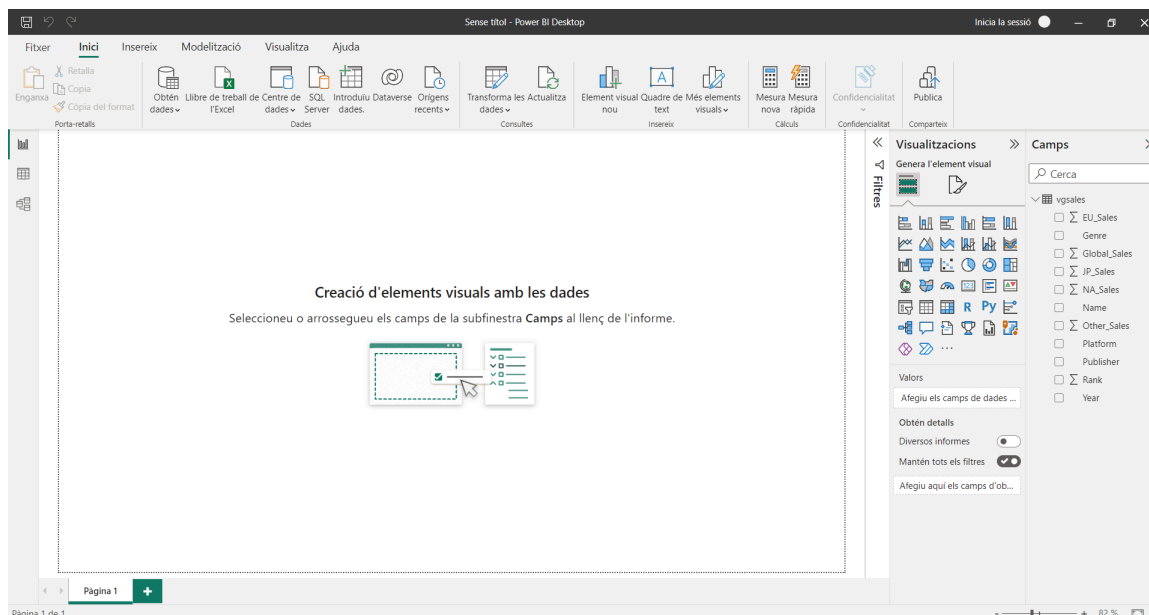 Sense títol - Power BI Desktop
Inicia la sessió
Fitxer Inici Insereix Modelització Visualitza Ajuda
Enganxa
Retalla
Copia
Còpia del format
Porta-retalls
Obtén dades
Llibre de treball de l'Excel
Centre de dades
SQL Server
Introduïu dades.
Dataverse
Orígens recents
Dades
Transforma les dades
Actualitza
Consultes
Element visual nou
Quadre de text
Més elements visuals
Insereix
Mesura nova
Mesura ràpida
Càlculs
Confidencialitat
Confidencialitat
Publica
Comparteix
Creació d'elements visuals amb les dades
Seleccioneu o arrossegueu els camps de la subfinestra Camps al llenç de l'informe.
Filtres
Visualitzacions
Genera l'element visual
R Py
123
Valors
Afegiu els camps de dades ...
Obtén detalls
Diversos informes
Mantén tots els filtres
Afegiu aquí els camps d'ob...
Camps
Cerca
vgsales
EU_Sales
Genre
Global_Sales
JP_Sales
NA_Sales
Name
Other_Sales
Platform
Publisher
Rank
Year
Pàgina 1
Pàgina 1 de 1
82 %